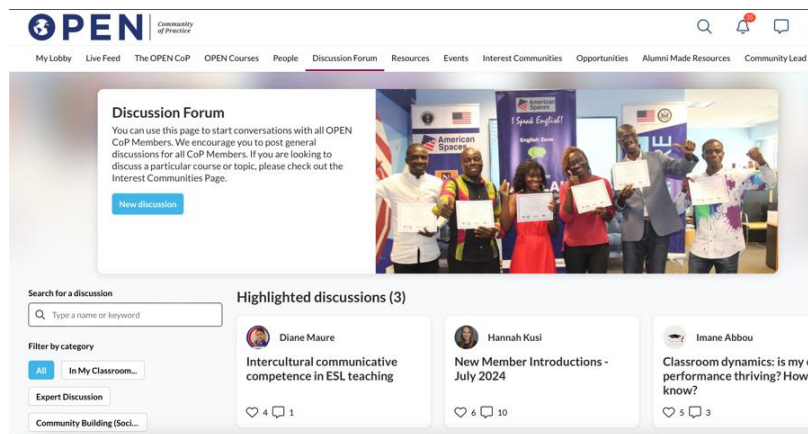 OPEN Community of Practice
35
My Lobby Live Feed The OPEN CoP OPEN Courses People Discussion Forum Resources Events Interest Communities Opportunities Alumni Made Resources Community Lead
Discussion Forum
You can use this page to start conversations with all OPEN
CoP Members. We encourage you to post general
discussions for all CoP Members. If you are looking to
discuss a particular course or topic, please check out the
Interest Communities Page.
New discussion
American Spaces
I Speak English!
English Zone
American
Spaces
Search for a discussion
Type a name or keyword
Filter by category
All In My Classroom...
Expert Discussion
Community Building (Soci...
Highlighted discussions (3)
Diane Maure
Intercultural communicative
competence in ESL teaching
4 1
Hannah Kusi
New Member Introductions -
July 2024
6 10
Imane Abbou
Classroom dynamics: is my
performance thriving? How
know?
5 3